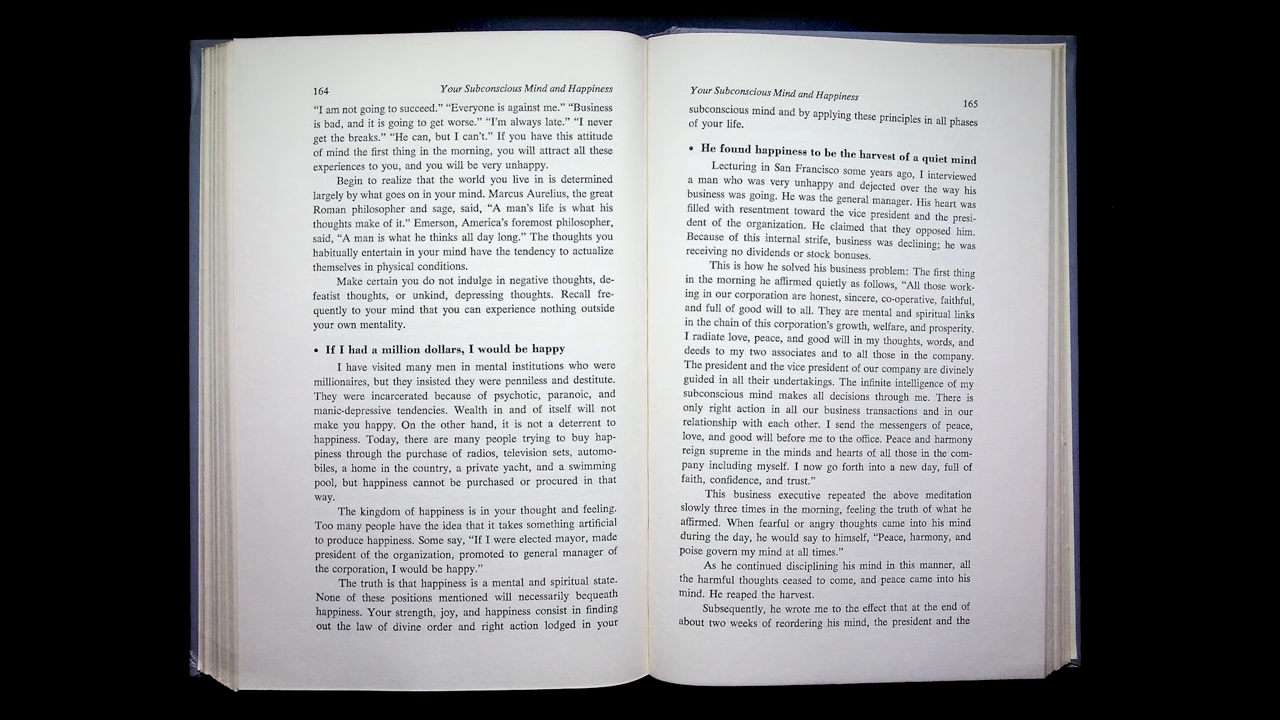 164
Your Subconscious Mind and Happiness
“I am not going to succeed.” “Everyone is against me.” “Business
is bad, and it is going to get worse.” “I'm always late.” “I never
get the breaks.” “He can, but I can't.” If you have this attitude
of mind the first thing in the morning, you will attract all these
experiences to you, and you will be very unhappy.
Begin to realize that the world you live in is determined
largely by what goes on in your mind. Marcus Aurelius, the great
Roman philosopher and sage, said, “A man's life is what his
thoughts make of it.” Emerson, America's foremost philosopher,
said, “A man is what he thinks all day long.” The thoughts you
habitually entertain in your mind have the tendency to actualize
themselves in physical conditions.
Make certain you do not indulge in negative thoughts, de-
featist thoughts, or unkind, depressing thoughts. Recall fre-
quently to your mind that you can experience nothing outside
your own mentality.
• If I had a million dollars, I would be happy
I have visited many men in mental institutions who were
millionaires, but they insisted they were penniless and destitute.
They were incarcerated because of psychotic, paranoic, and
manic-depressive tendencies. Wealth in and of itself will not
make you happy. On the other hand, it is not a deterrent to
happiness. Today, there are many people trying to buy hap-
piness through the purchase of radios, television sets, automo-
biles, a home in the country, a private yacht, and a swimming
pool, but happiness cannot be purchased or procured in that
way.
The kingdom of happiness is in your thought and feeling.
Too many people have the idea that it takes something artificial
to produce happiness. Some say, “If I were elected mayor, made
president of the organization, promoted to general manager of
the corporation, I would be happy.”
The truth is that happiness is a mental and spiritual state.
None of these positions mentioned will necessarily bequeath
happiness. Your strength, joy, and happiness consist in finding
out the law of divine order and right action lodged in your
Your Subconscious Mind and Happiness
165
subconscious mind and by applying these principles in all phases
of your life.
• He found happiness to be the harvest of a quiet mind
Lecturing in San Francisco some years ago, I interviewed
a man who was very unhappy and dejected over the way his
business was going. He was the general manager. His heart was
filled with resentment toward the vice president and the presi-
dent of the organization. He claimed that they opposed him.
Because of this internal strife, business was declining; he was
receiving no dividends or stock bonuses.
This is how he solved his business problem: The first thing
in the morning he affirmed quietly as follows, “All those work-
ing in our corporation are honest, sincere, co-operative, faithful,
and full of good will to all. They are mental and spiritual links
in the chain of this corporation's growth, welfare, and prosperity.
I radiate love, peace, and good will in my thoughts, words, and
deeds to my two associates and to all those in the company.
The president and the vice president of our company are divinely
guided in all their undertakings. The infinite intelligence of my
subconscious mind makes all decisions through me. There is
only right action in all our business transactions and in our
relationship with each other. I send the messengers of peace,
love, and good will before me to the office. Peace and harmony
reign supreme in the minds and hearts of all those in the com-
pany including myself. I now go forth into a new day, full of
faith, confidence, and trust.”
This business executive repeated the above meditation
slowly three times in the morning, feeling the truth of what he
affirmed. When fearful or angry thoughts came into his mind
during the day, he would say to himself, “Peace, harmony, and
poise govern my mind at all times.”
As he continued disciplining his mind in this manner, all
the harmful thoughts ceased to come, and peace came into his
mind. He reaped the harvest.
Subsequently, he wrote me to the effect that at the end of
about two weeks of reordering his mind, the president and the